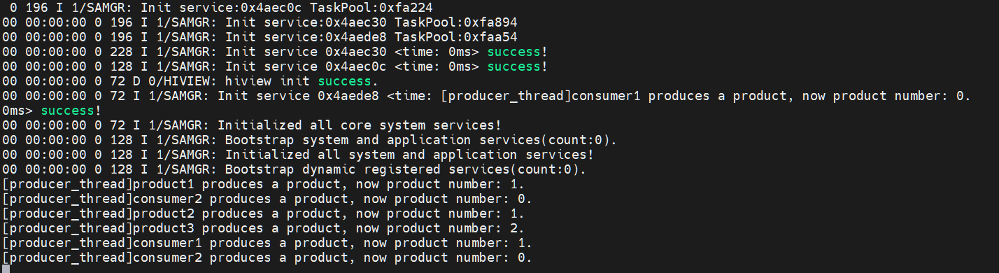 0 196 I 1/SAMGR: Init service:0x4aec0c TaskPool:0xfa224
00 00:00:00 0 196 I 1/SAMGR: Init service:0x4aec30 TaskPool:0xfa894
00 00:00:00 0 196 I 1/SAMGR: Init service:0x4aede8 TaskPool:0xfaa54
00 00:00:00 0 228 I 1/SAMGR: Init service 0x4aec30 <time: 0ms> success!
00 00:00:00 0 128 I 1/SAMGR: Init service 0x4aec0c <time: 0ms> success!
00 00:00:00 0 72 D 0/HIVIEW: hiview init success.
00 00:00:00 0 72 I 1/SAMGR: Init service 0x4aede8 <time: [producer_thread]consumer1 produces a product, now product number: 0.
0ms> success!
00 00:00:00 0 72 I 1/SAMGR: Initialized all core system services!
00 00:00:00 0 128 I 1/SAMGR: Bootstrap system and application services(count:0).
00 00:00:00 0 128 I 1/SAMGR: Initialized all system and application services!
00 00:00:00 0 128 I 1/SAMGR: Bootstrap dynamic registered services(count:0).
[producer_thread]product1 produces a product, now product number: 1.
[producer_thread]consumer2 produces a product, now product number: 0.
[producer_thread]product2 produces a product, now product number: 1.
[producer_thread]product3 produces a product, now product number: 2.
[producer_thread]consumer1 produces a product, now product number: 1.
[producer_thread]consumer2 produces a product, now product number: 0.